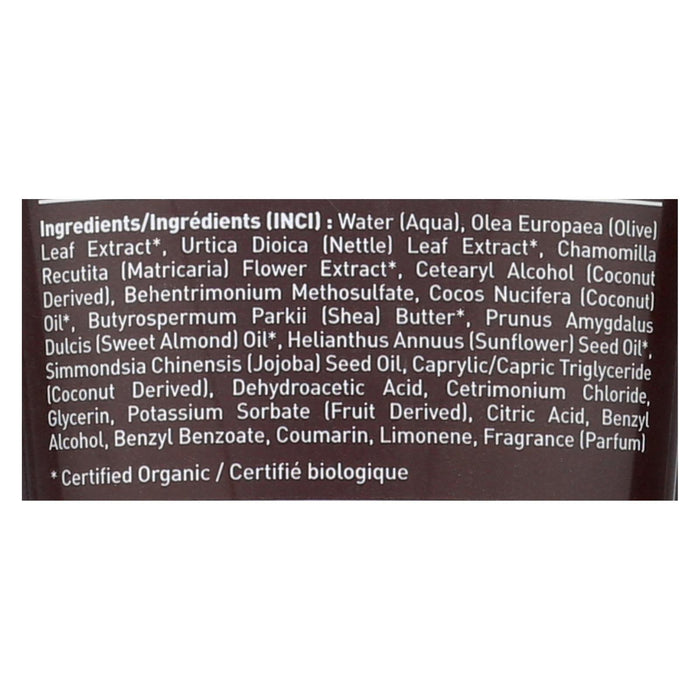 Ingredients/Ingrédients (INCI) : Water (Aqua), Olea Europaea (Olive)
Leaf Extract*, Urtica Dioica (Nettle) Leaf Extract*, Chamomilla
Recutita (Matricaria) Flower Extract*, Cetearyl Alcohol (Coconut
Derived), Behentrimonium Methosulfate, Cocos Nucifera (Coconut)
Oil*, Butyrospermum Parkii (Shea) Butter*, Prunus Amygdalus
Dulcis (Sweet Almond) Oil*, Helianthus Annuus (Sunflower) Seed Oil*,
Simmondsia Chinensis (Jojoba) Seed Oil, Caprylic/Capric Triglyceride
(Coconut Derived), Dehydroacetic Acid, Cetrimonium Chloride,
Glycerin, Potassium Sorbate (Fruit Derived), Citric Acid, Benzyl
Alcohol, Benzyl Benzoate, Coumarin, Limonene, Fragrance (Parfum)
* Certified Organic / Certifié biologique